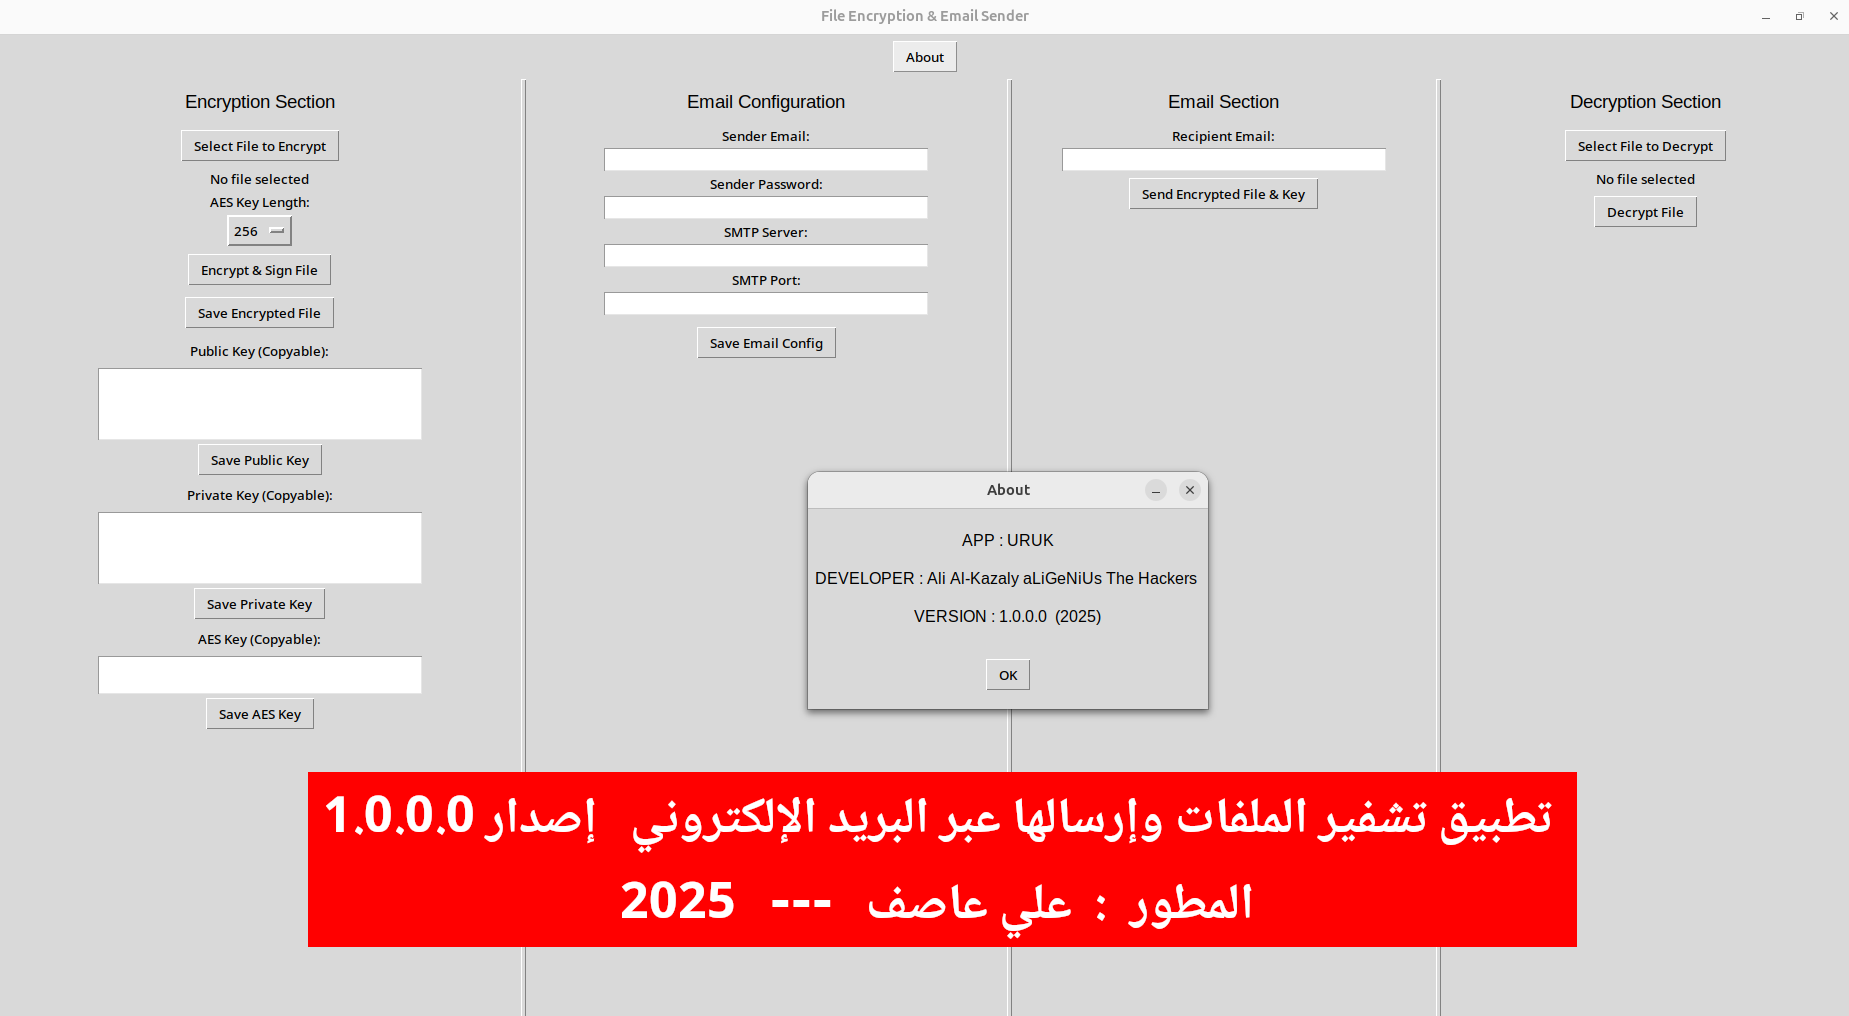 File Encryption & Email Sender
About
Encryption Section
Select File to Encrypt
No file selected
AES Key Length:
256
Encrypt & Sign File
Save Encrypted File
Public Key (Copyable):
Save Public Key
Private Key (Copyable):
Save Private Key
AES Key (Copyable):
Save AES Key
Email Configuration
Sender Email:
Sender Password:
SMTP Server:
SMTP Port:
Save Email Config
Email Section
Recipient Email:
Send Encrypted File & Key
Decryption Section
Select File to Decrypt
No file selected
Decrypt File
About
APP : URUK
DEVELOPER : Ali Al-Kazaly aLiGeNiUs The Hackers
VERSION : 1.0.0.0 (2025)
OK
تطبيق تشفير الملفات وإرسالها عبر البريد الإلكتروني إصدار 1.0.0.0
المطور : علي عاصف --- 2025